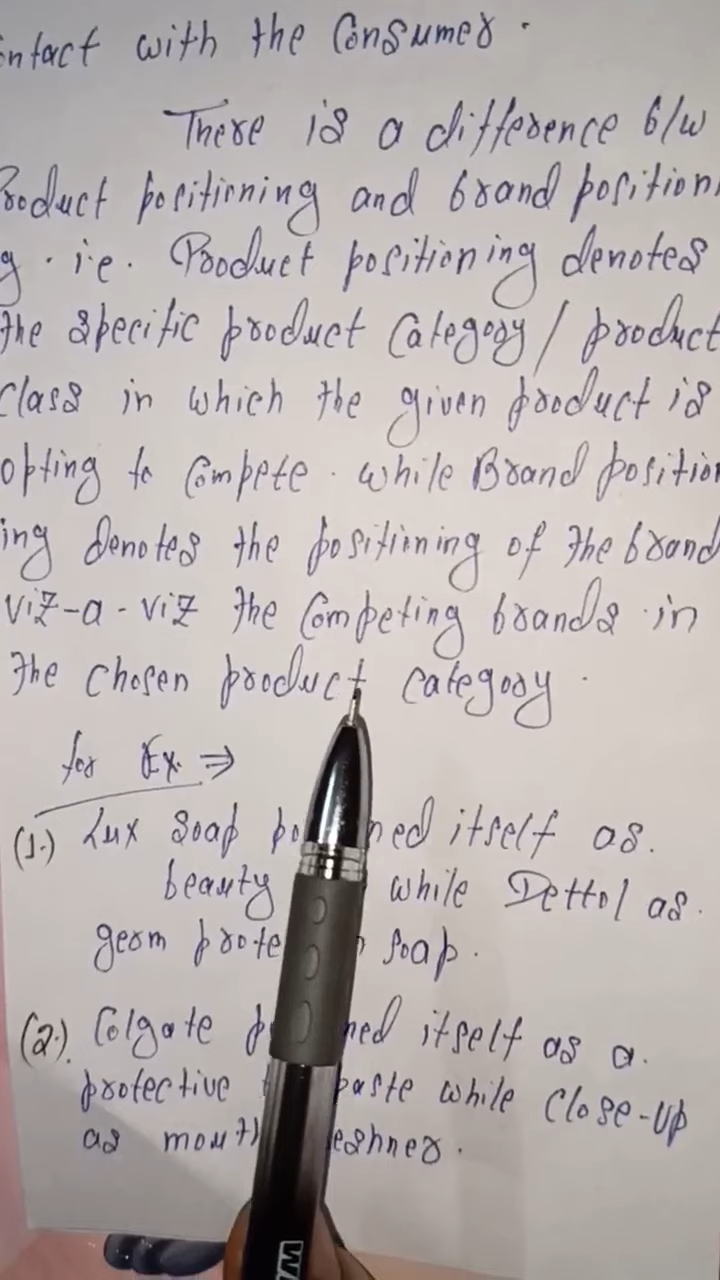 ontact with the Consumer.
There is a difference b/w
Product positioning and brand position
g. i.e. Product positioning denotes
the specific product Category / product
Class in which the given product is
opting to Compete. while Brand position
ing denotes the positioning of the brand
viz-a-viz the Competing brands in
the chosen product category.
for Ex. ⇒
(1.) Lux Soap po ned itself as.
beauty while Dettol as.
germ prote n soap.
(2.) Colgate p ned itself as a.
protective paste while Close-Up
as mouth eshner.
W